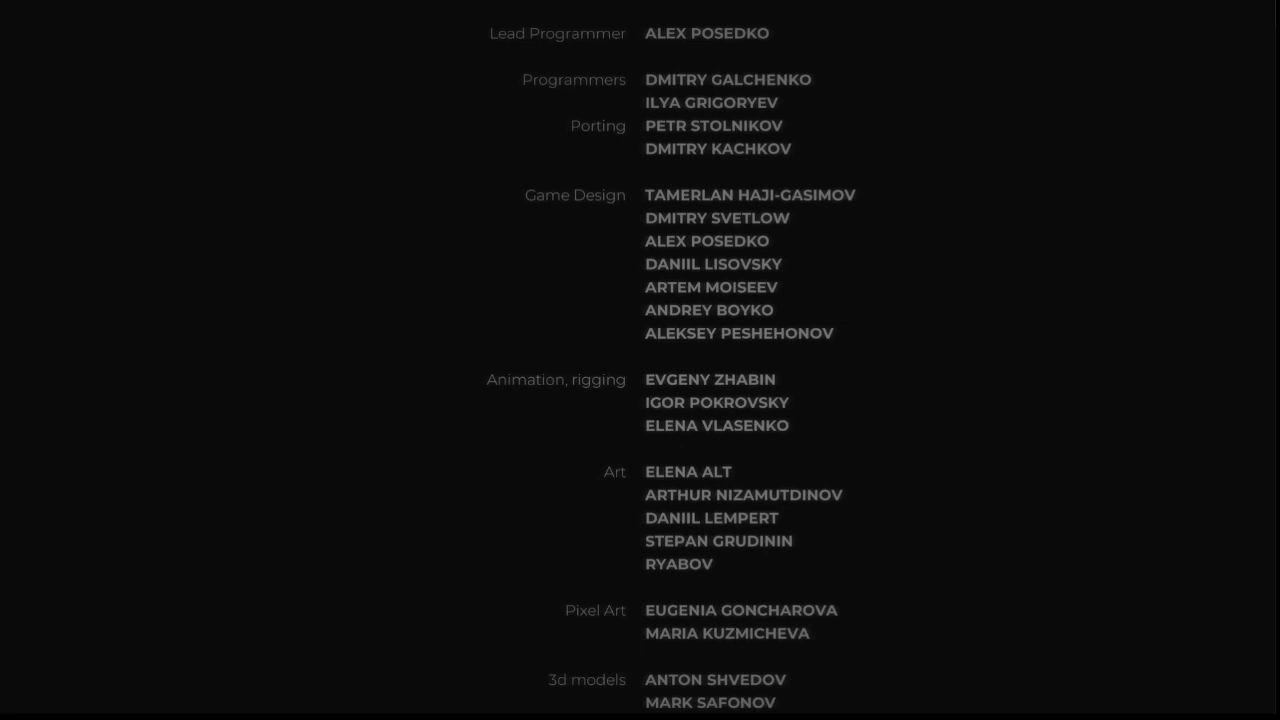 Lead Programmer ALEX POSEDKO
Programmers DMITRY GALCHENKO
ILYA GRIGORYEV
Porting PETR STOLNIKOV
DMITRY KACHKOV
Game Design TAMERLAN HAJI-GASIMOV
DMITRY SVETLOW
ALEX POSEDKO
DANIIL LISOVSKY
ARTEM MOISEEV
ANDREY BOYKO
ALEKSEY PESHEHONOV
Animation, rigging EVGENY ZHABIN
IGOR POKROVSKY
ELENA VLASENKO
Art ELENA ALT
ARTHUR NIZAMUTDINOV
DANIIL LEMPERT
STEPAN GRUDININ
RYABOV
Pixel Art EUGENIA GONCHAROVA
MARIA KUZMICHEVA
3d models ANTON SHVEDOV
MARK SAFONOV